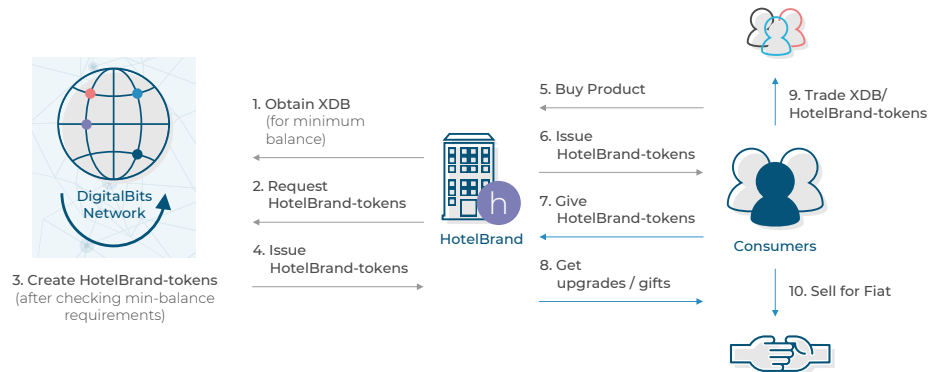 DigitalBits
Network
3. Create HotelBrand-tokens
(after checking min-balance
requirements)
1. Obtain XDB
(for minimum
balance)
2. Request
HotelBrand-tokens
4. Issue
HotelBrand-tokens
h
HotelBrand
5. Buy Product
6. Issue
HotelBrand-tokens
7. Give
HotelBrand-tokens
8. Get
upgrades / gifts
9. Trade XDB/
HotelBrand-tokens
Consumers
10. Sell for Fiat